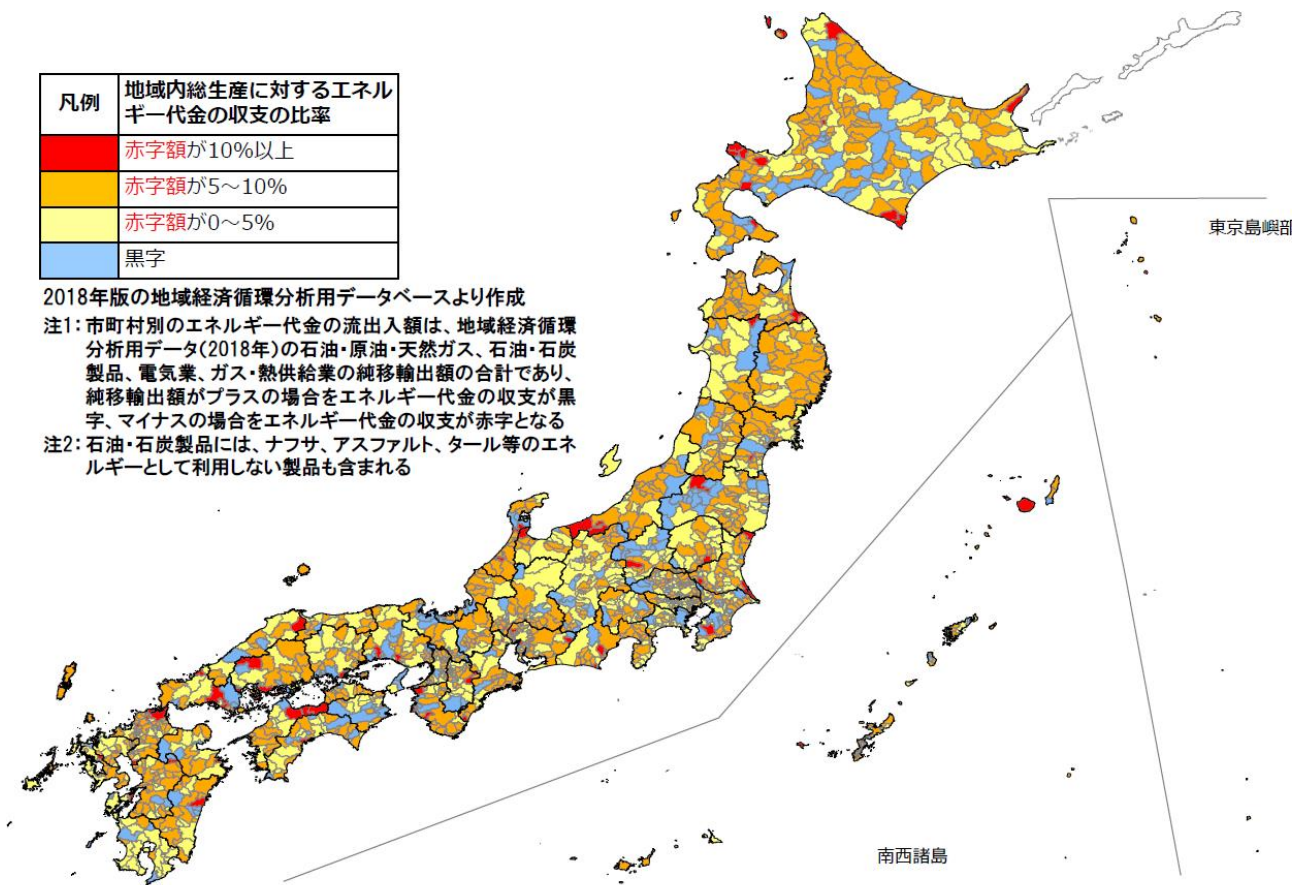 凡例
地域内総生産に対するエネル
ギー代金の収支の比率
赤字額が10%以上
赤字額が5～10%
赤字額が0～5%
黒字
2018年版の地域経済循環分析用データベースより作成
注1：市町村別のエネルギー代金の流出入額は、地域経済循環
分析用データ(2018年)の石油・原油・天然ガス、石油・石炭
製品、電気業、ガス・熱供給業の純移輸出額の合計であり、
純移輸出額がプラスの場合をエネルギー代金の収支が黒
字、マイナスの場合をエネルギー代金の収支が赤字となる
注2：石油・石炭製品には、ナフサ、アスファルト、タール等のエネ
ルギーとして利用しない製品も含まれる
東京島嶼部
南西諸島